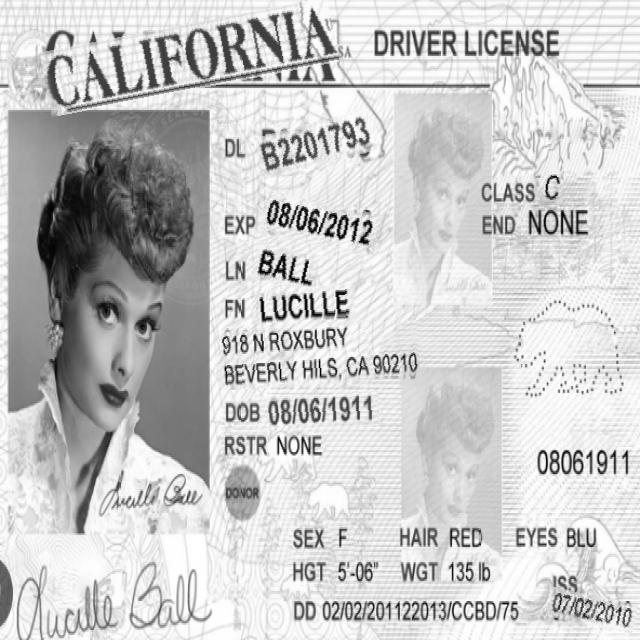 CALIFORNIA USA DRIVER LICENSE
DL B2201793
CLASS C
EXP 08/06/2012
END NONE
LN BALL
FN LUCILLE
918 N ROXBURY
BEVERLY HILS, CA 90210
DOB 08/06/1911
RSTR NONE
08061911
DONOR
Lucille Ball
SEX F HAIR RED EYES BLU
HGT 5'-06" WGT 135 lb
ISS
DD 02/02/201122013/CCBD/75 07/02/2010
Lucille Ball